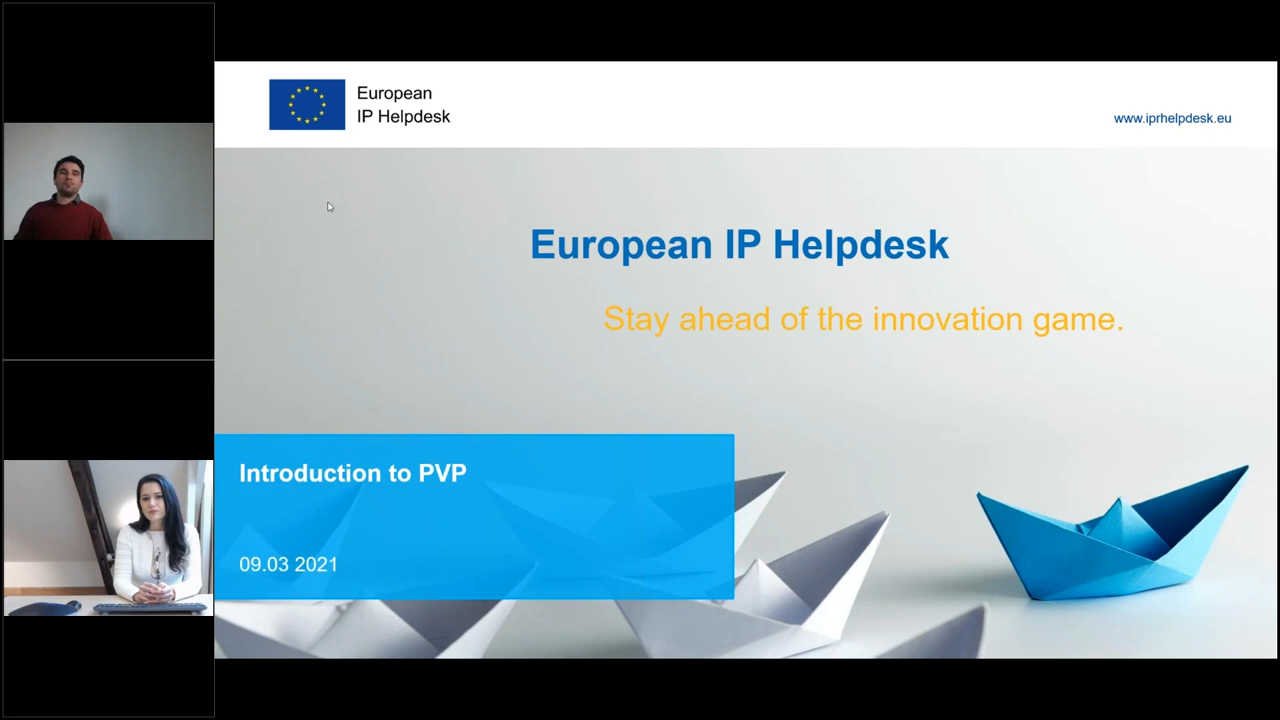 European
IP Helpdesk
www.iprhelpdesk.eu
European IP Helpdesk
Stay ahead of the innovation game.
Introduction to PVP
09.03 2021